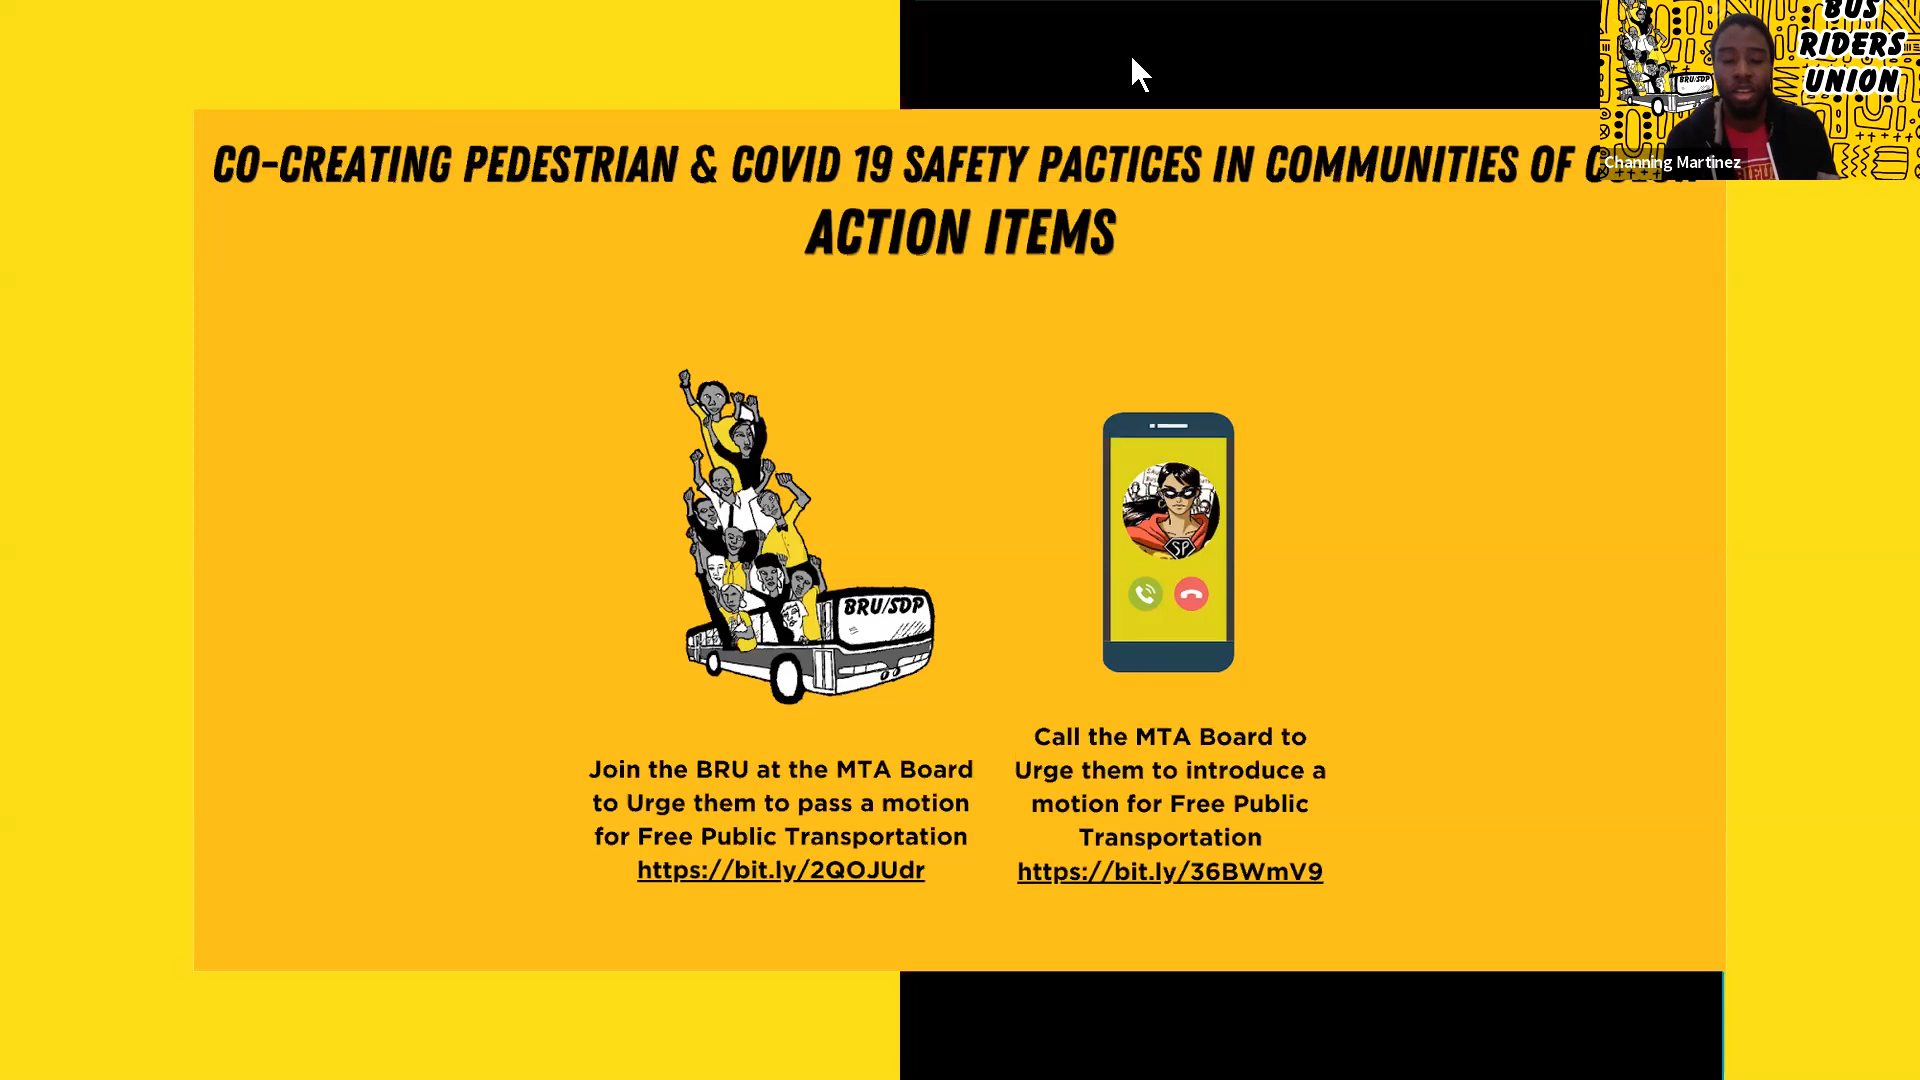 BUS
RIDERS
UNION
BRU/SDP
Channing Martinez
CO-CREATING PEDESTRIAN & COVID 19 SAFETY PACTICES IN COMMUNITIES OF
ACTION ITEMS
BRU/SDP
SP
Join the BRU at the MTA Board
to Urge them to pass a motion
for Free Public Transportation
https://bit.ly/2QOJUdr
Call the MTA Board to
Urge them to introduce a
motion for Free Public
Transportation
https://bit.ly/36BWmV9